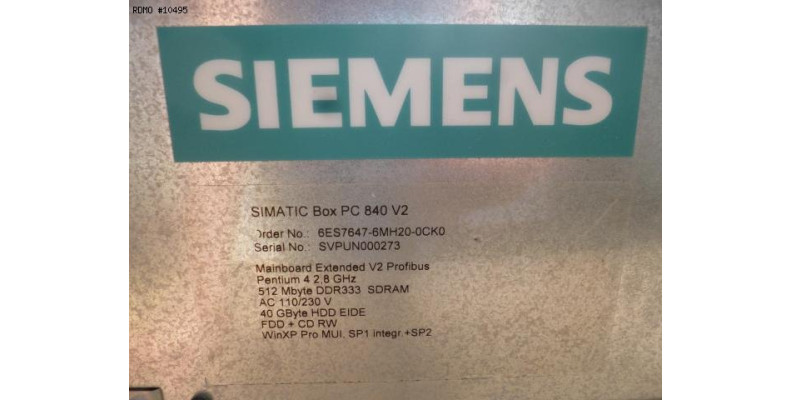 RDMO #10495
SIEMENS
SIMATIC Box PC 840 V2
Order No.: 6ES7647-6MH20-0CK0
Serial No.: SVPUN000273
Mainboard Extended V2 Profibus
Pentium 4 2,8 GHz
512 Mbyte DDR333 SDRAM
AC 110/230 V
40 GByte HDD EIDE
FDD + CD RW
WinXP Pro MUI, SP1 integr.+SP2